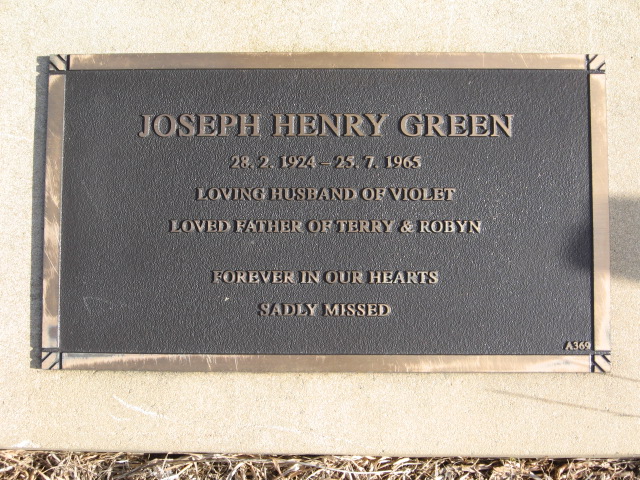 JOSEPH HENRY GREEN
28. 2. 1924 – 25. 7. 1965
LOVING HUSBAND OF VIOLET
LOVED FATHER OF TERRY & ROBYN
FOREVER IN OUR HEARTS
SADLY MISSED
A369